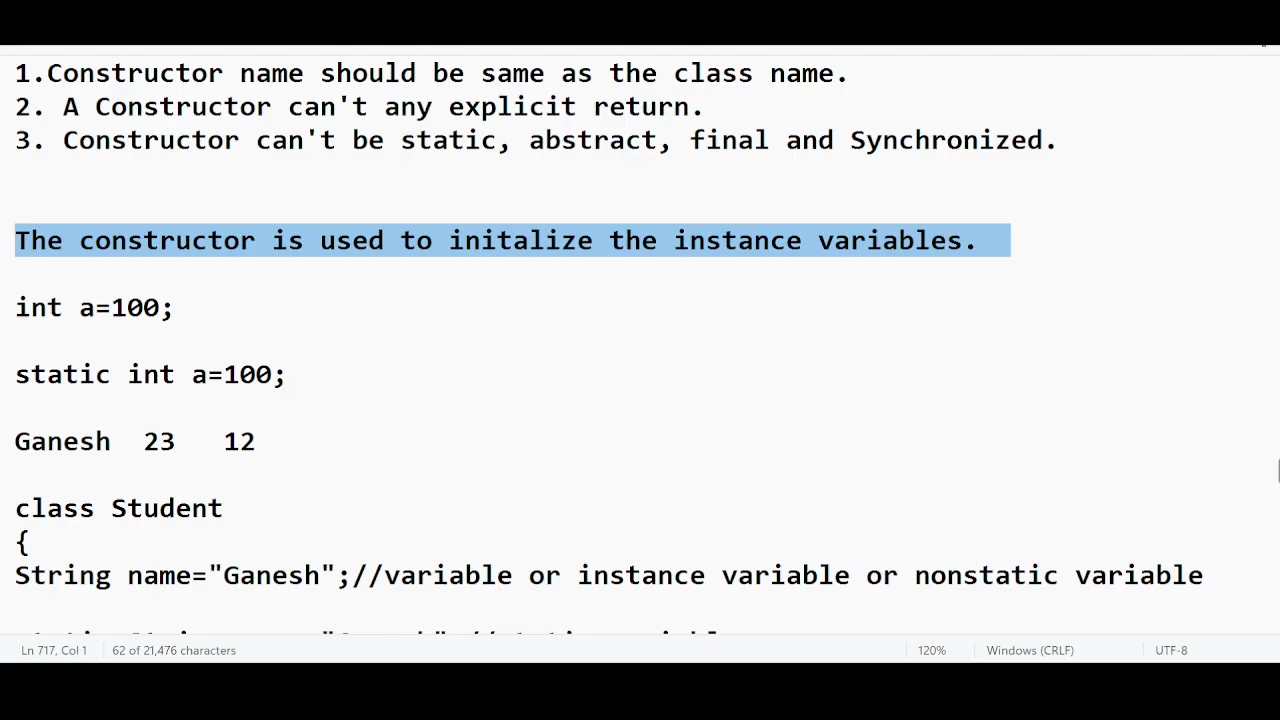 1.Constructor name should be same as the class name.
2. A Constructor can't any explicit return.
3. Constructor can't be static, abstract, final and Synchronized.
The constructor is used to initalize the instance variables.
int a=100;
static int a=100;
Ganesh 23 12
class Student
{
String name="Ganesh";//variable or instance variable or nonstatic variable
Ln 717, Col 1 62 of 21,476 characters 120% Windows (CRLF) UTF-8